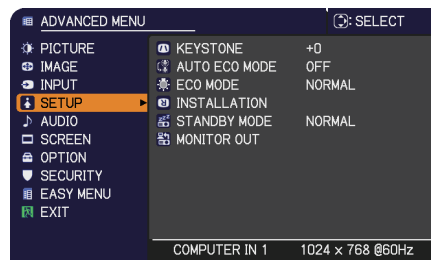 ADVANCED MENU : SELECT
PICTURE
IMAGE
INPUT
SETUP
AUDIO
SCREEN
OPTION
SECURITY
EASY MENU
EXIT
KEYSTONE +0
AUTO ECO MODE OFF
ECO MODE NORMAL
INSTALLATION
STANDBY MODE NORMAL
MONITOR OUT
COMPUTER IN 1 1024 x 768 @60Hz